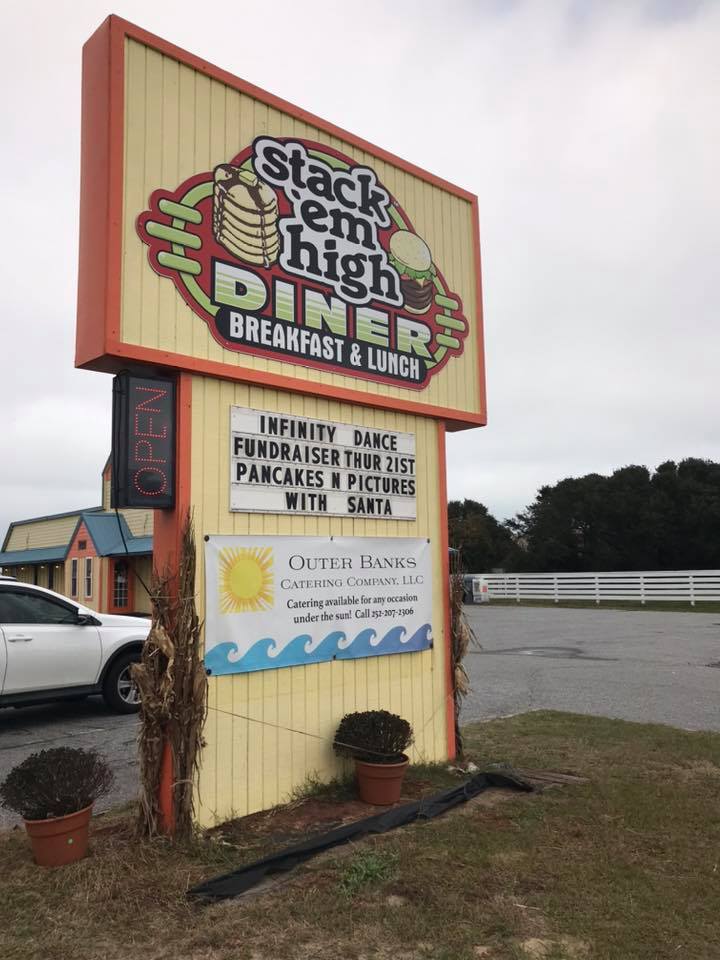 stack
'em
high
DINER
BREAKFAST & LUNCH
OPEN
INFINITY DANCE
FUNDRAISER THUR 21ST
PANCAKES N PICTURES
WITH SANTA
OUTER BANKS
CATERING COMPANY, LLC
Catering available for any occasion
under the sun! Call 252-207-2306